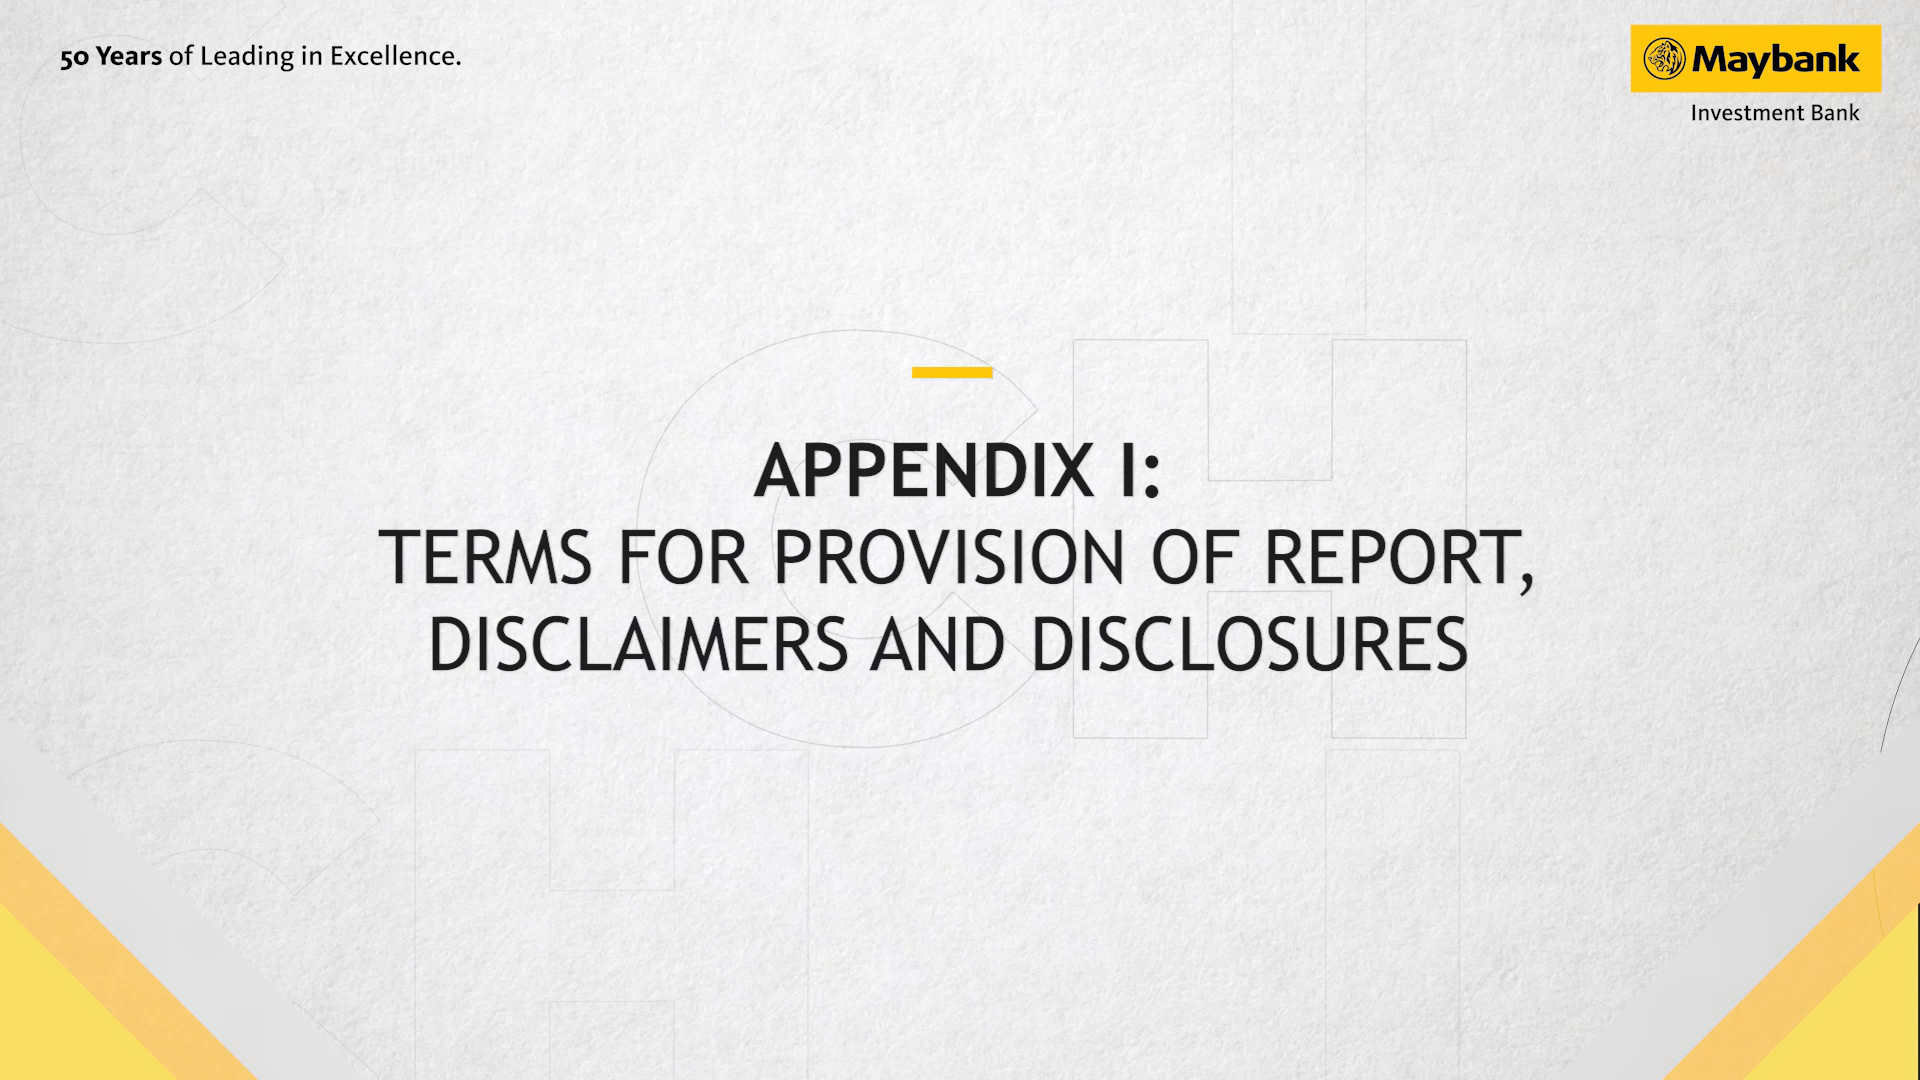 50 Years of Leading in Excellence.
Maybank
Investment Bank
APPENDIX I:
TERMS FOR PROVISION OF REPORT,
DISCLAIMERS AND DISCLOSURES